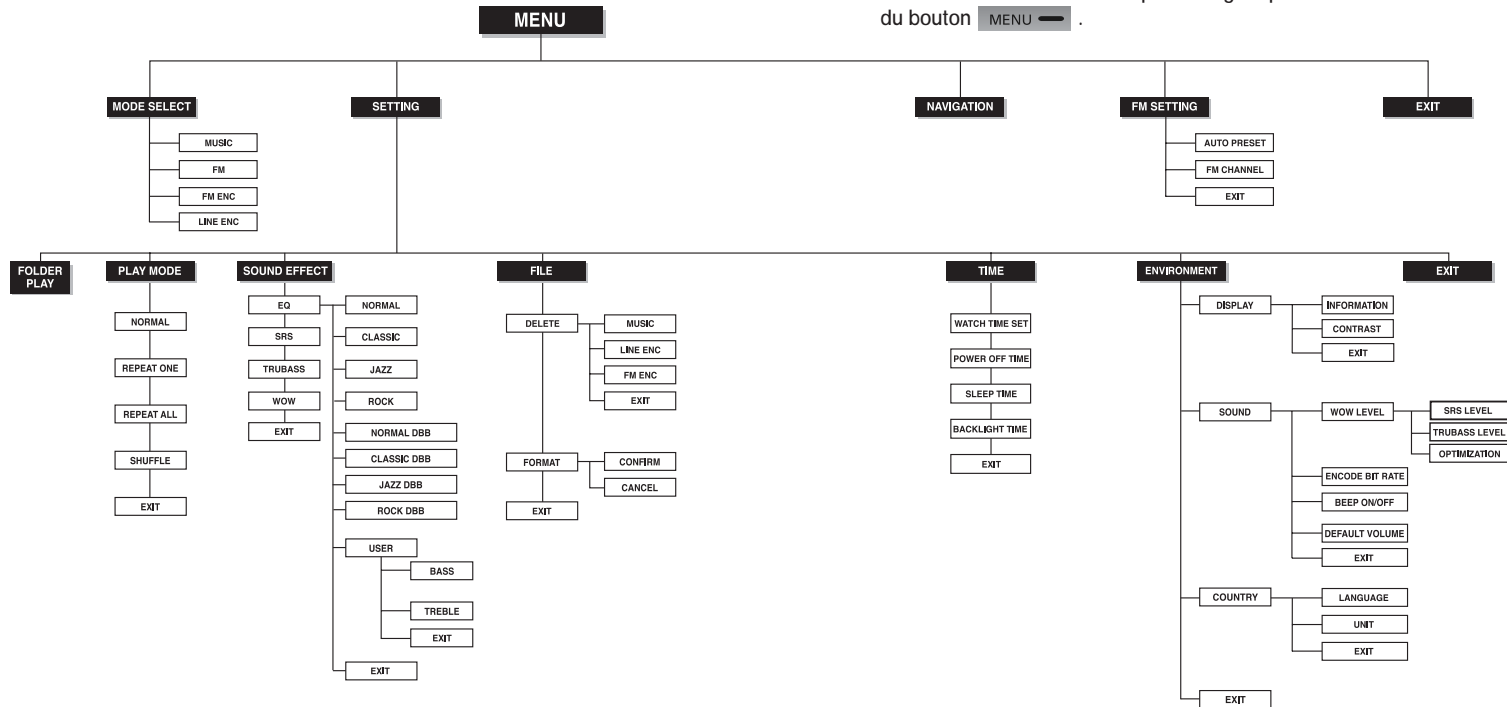 du bouton MENU
MENU
MODE SELECT
MUSIC
FM
FM ENC
LINE ENC
SETTING
NAVIGATION
FM SETTING
AUTO PRESET
FM CHANNEL
EXIT
EXIT
FOLDER
PLAY
PLAY MODE
NORMAL
REPEAT ONE
REPEAT ALL
SHUFFLE
EXIT
SOUND EFFECT
EQ
SRS
TRUBASS
WOW
EXIT
NORMAL
CLASSIC
JAZZ
ROCK
NORMAL DBB
CLASSIC DBB
JAZZ DBB
ROCK DBB
USER
BASS
TREBLE
EXIT
EXIT
FILE
DELETE
MUSIC
LINE ENC
FM ENC
EXIT
FORMAT
CONFIRM
CANCEL
EXIT
TIME
WATCH TIME SET
POWER OFF TIME
SLEEP TIME
BACKLIGHT TIME
EXIT
ENVIRONMENT
DISPLAY
INFORMATION
CONTRAST
EXIT
SOUND
WOW LEVEL
SRS LEVEL
TRUBASS LEVEL
OPTIMIZATION
ENCODE BIT RATE
BEEP ON/OFF
DEFAULT VOLUME
EXIT
COUNTRY
LANGUAGE
UNIT
EXIT
EXIT
EXIT